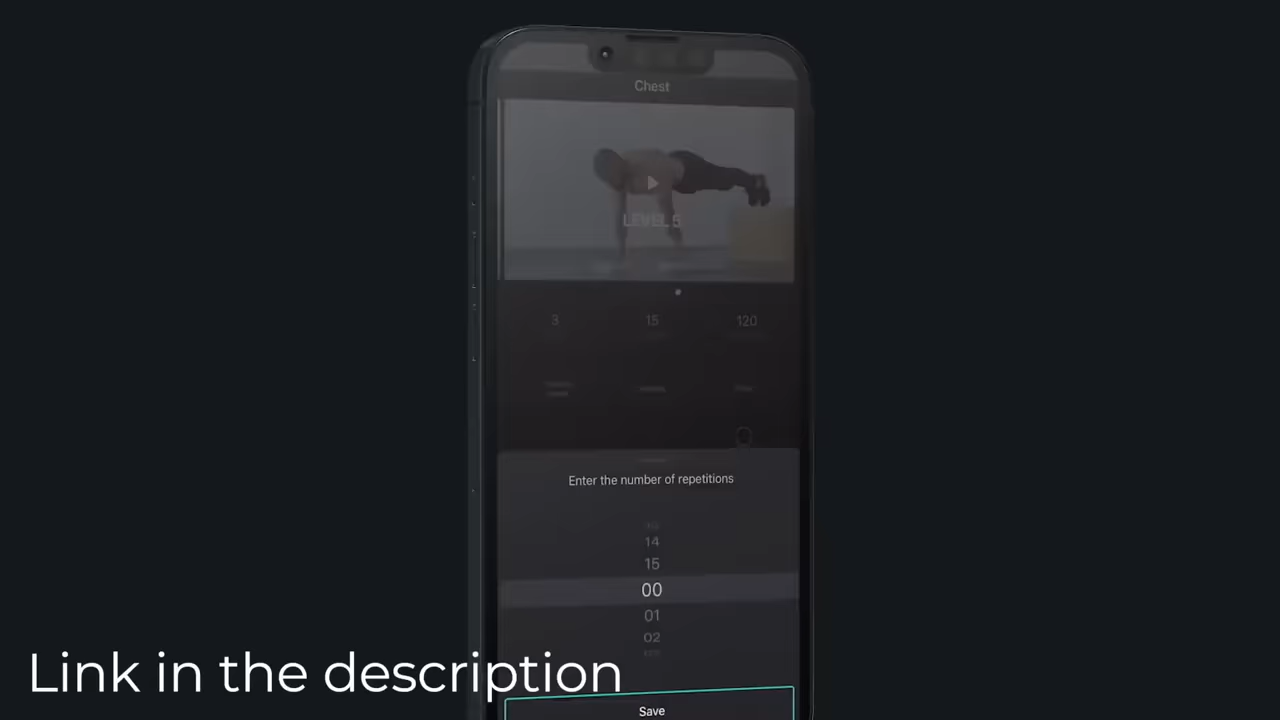 Chest
LEVEL 5
3 15 120
Enter the number of repetitions
14
15
00
01
02
Link in the description
Save